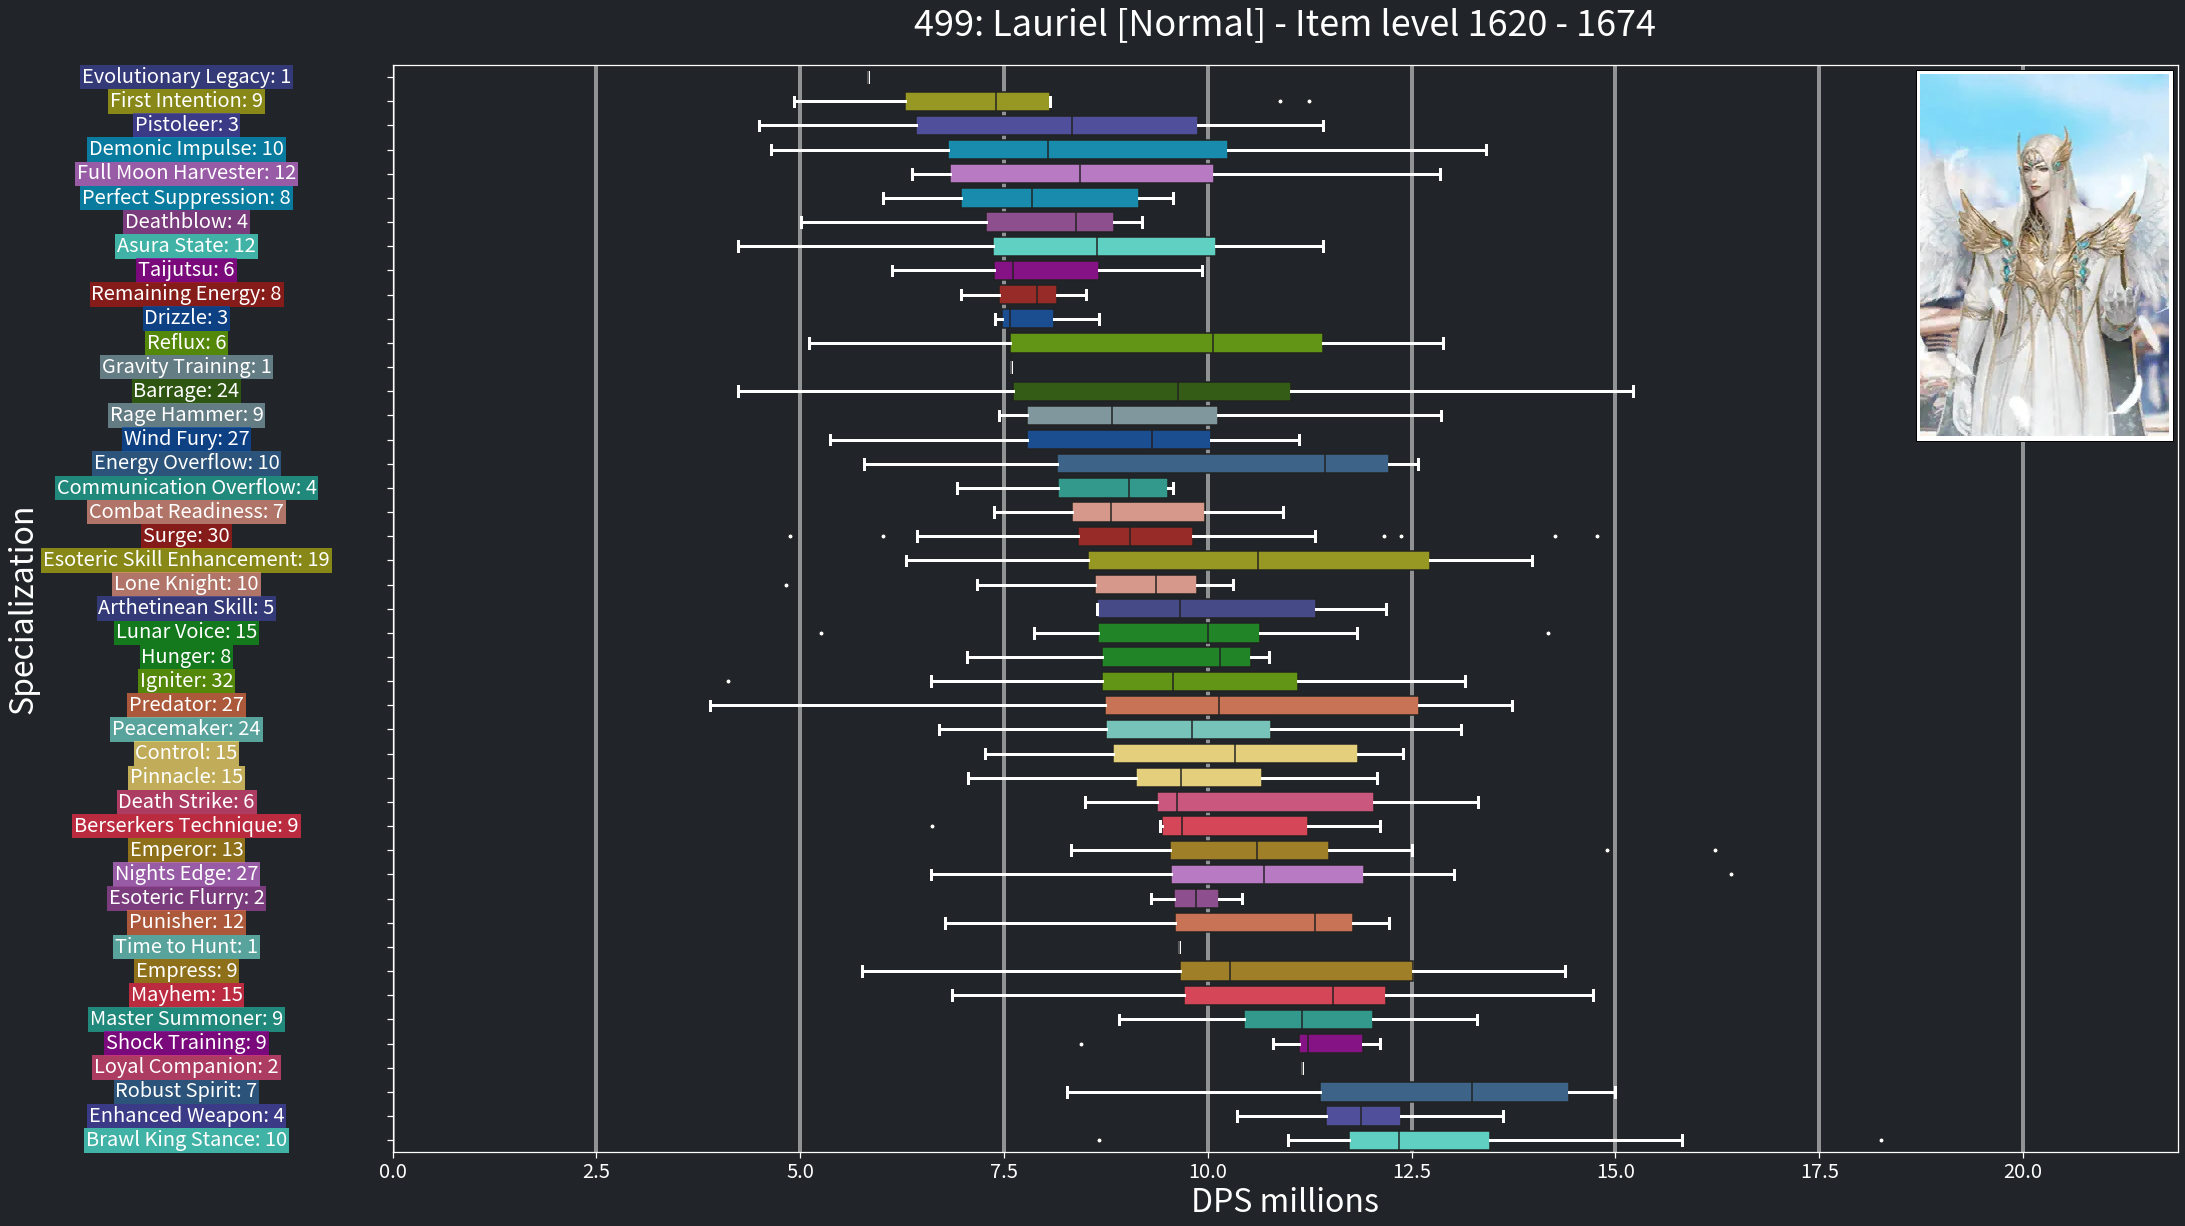 499: Lauriel [Normal] - Item level 1620 - 1674
Specialization
Evolutionary Legacy: 1
First Intention: 9
Pistoleer: 3
Demonic Impulse: 10
Full Moon Harvester: 12
Perfect Suppression: 8
Deathblow: 4
Asura State: 12
Taijutsu: 6
Remaining Energy: 8
Drizzle: 3
Reflux: 6
Gravity Training: 1
Barrage: 24
Rage Hammer: 9
Wind Fury: 27
Energy Overflow: 10
Communication Overflow: 4
Combat Readiness: 7
Surge: 30
Esoteric Skill Enhancement: 19
Lone Knight: 10
Arthetinean Skill: 5
Lunar Voice: 15
Hunger: 8
Igniter: 32
Predator: 27
Peacemaker: 24
Control: 15
Pinnacle: 15
Death Strike: 6
Berserkers Technique: 9
Emperor: 13
Nights Edge: 27
Esoteric Flurry: 2
Punisher: 12
Time to Hunt: 1
Empress: 9
Mayhem: 15
Master Summoner: 9
Shock Training: 9
Loyal Companion: 2
Robust Spirit: 7
Enhanced Weapon: 4
Brawl King Stance: 10
0.0 2.5 5.0 7.5 10.0 12.5 15.0 17.5 20.0
DPS millions